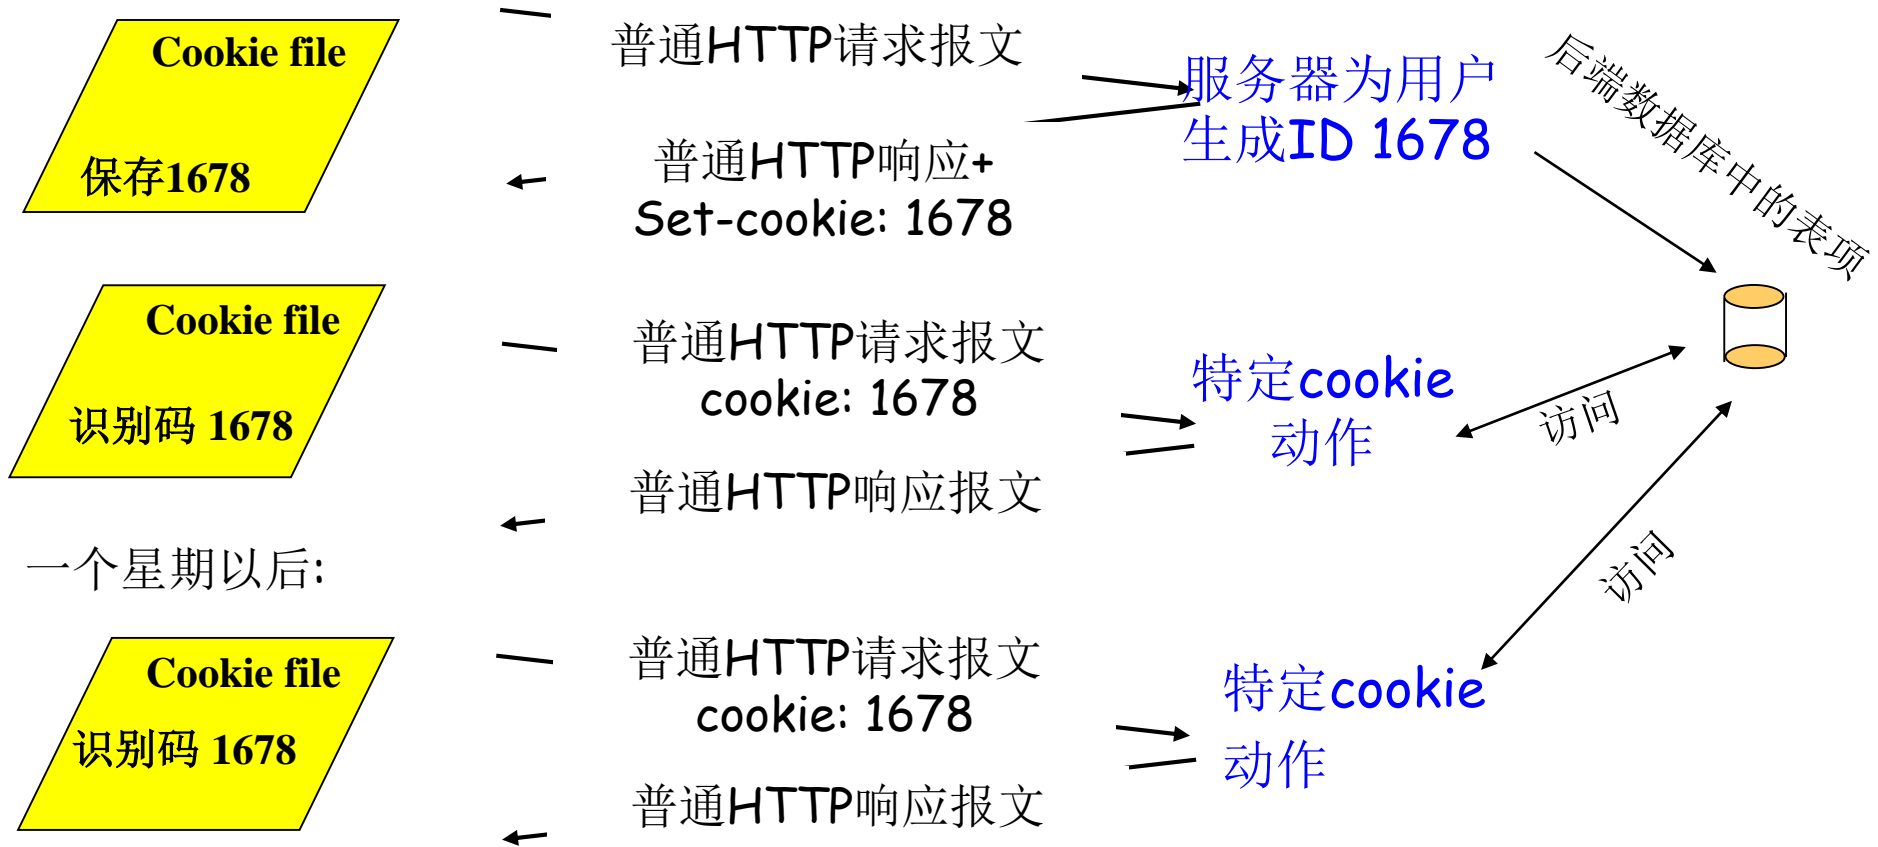 Cookie file
保存1678
普通HTTP请求报文
普通HTTP响应+
Set-cookie: 1678
服务器为用户
生成ID 1678
后端数据库中的表项
Cookie file
识别码 1678
普通HTTP请求报文
cookie: 1678
普通HTTP响应报文
特定cookie
动作
访问
一个星期以后:
访问
Cookie file
识别码 1678
普通HTTP请求报文
cookie: 1678
普通HTTP响应报文
特定cookie
动作